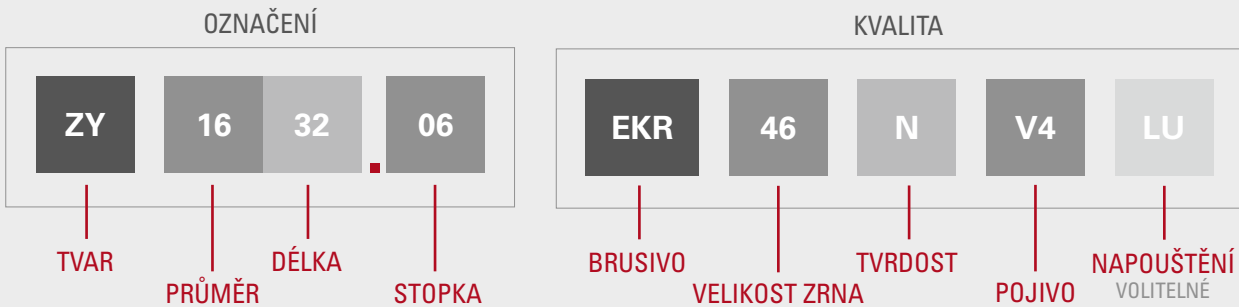 OZNAČENÍ
KVALITA
ZY 16 32 . 06
EKR 46 N V4 LU
TVAR
PRŮMĚR
DÉLKA
STOPKA
BRUSIVO
VELIKOST ZRNA
TVRDOST
POJIVO
NAPOUŠTĚNÍ
VOLITELNÉ